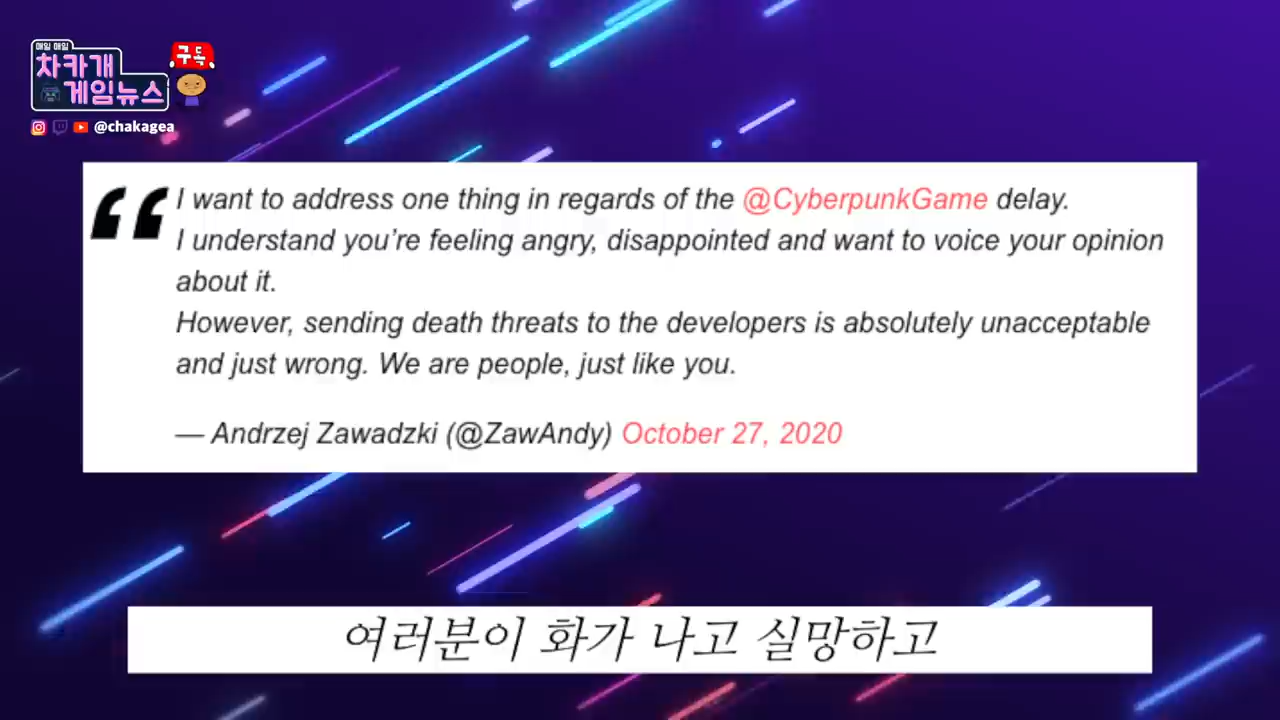 매일 매일
차카개
게임뉴스
구독
@chakagea
“ I want to address one thing in regards of the @CyberpunkGame delay.
I understand you’re feeling angry, disappointed and want to voice your opinion
about it.
However, sending death threats to the developers is absolutely unacceptable
and just wrong. We are people, just like you.
— Andrzej Zawadzki (@ZawAndy) October 27, 2020
여러분이 화가 나고 실망하고